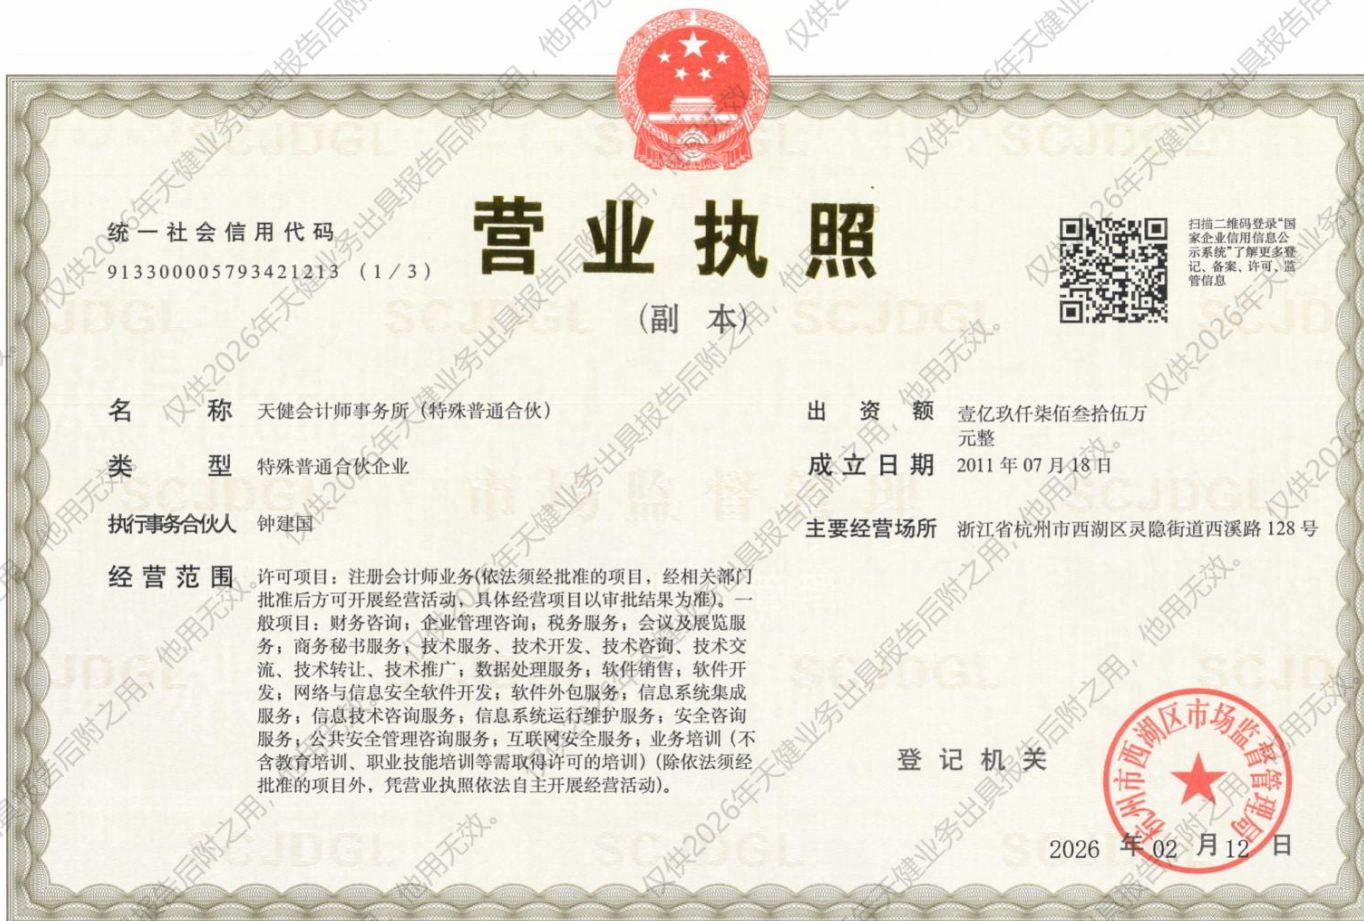 营业执照
(副 本)
统一社会信用代码
913300005793421213 (1/3)
扫描二维码登录“国
家企业信用信息公
示系统”了解更多登
记、备案、许可、监
管信息
名 称 天健会计师事务所（特殊普通合伙）
类 型 特殊普通合伙企业
执行事务合伙人 钟建国
经营范围 许可项目：注册会计师业务(依法须经批准的项目，经相关部门
批准后方可开展经营活动，具体经营项目以审批结果为准)。一
般项目：财务咨询；企业管理咨询；税务服务；会议及展览服
务；商务秘书服务；技术服务、技术开发、技术咨询、技术交
流、技术转让、技术推广；数据处理服务；软件销售；软件开
发；网络与信息安全软件开发；软件外包服务；信息系统集成
服务；信息技术咨询服务；信息系统运行维护服务；安全咨询
服务；公共安全管理咨询服务；互联网安全服务；业务培训（不
含教育培训、职业技能培训等需取得许可的培训）(除依法须经
批准的项目外，凭营业执照依法自主开展经营活动)。
出 资 额 壹亿玖仟柒佰叁拾伍万
元整
成立日期 2011 年 07 月 18 日
主要经营场所 浙江省杭州市西湖区灵隐街道西溪路 128 号
登记机关
杭州市西湖区市场监督管理局
2026 年 02 月 12 日
仅供2026年天健业务出具报告后附之用，他用无效。
SCJDGL
市场监督管理